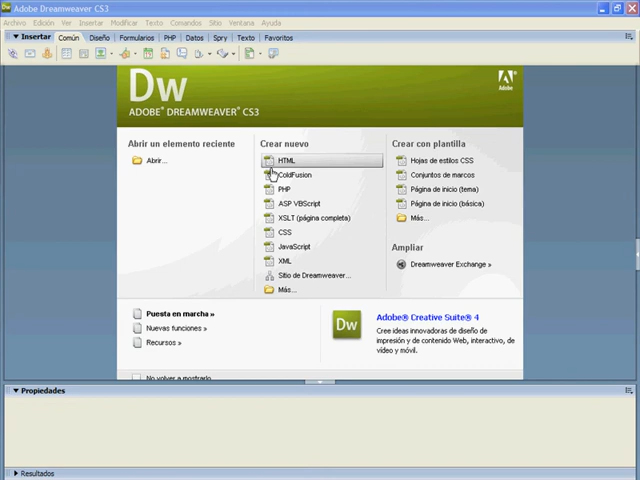 Adobe Dreamweaver CS3
Archivo Edición Ver Insertar Modificar Texto Comandos Sitio Ventana Ayuda
Insertar Común Diseño Formularios PHP Datos Spry Texto Favoritos
Dw
Adobe
ADOBE® DREAMWEAVER® CS3
Abrir un elemento reciente
Abrir...
Crear nuevo
HTML
ColdFusion
PHP
ASP VBScript
XSLT (página completa)
CSS
JavaScript
XML
Sitio de Dreamweaver...
Más...
Crear con plantilla
Hojas de estilos CSS
Conjuntos de marcos
Página de inicio (tema)
Página de inicio (básica)
Más...
Ampliar
Dreamweaver Exchange »
Puesta en marcha »
Nuevas funciones »
Recursos »
Dw
Adobe® Creative Suite® 4
Cree ideas innovadoras de diseño de
impresión y de contenido Web, interactivo, de
vídeo y móvil.
No volver a mostrarlo
Propiedades
Resultados